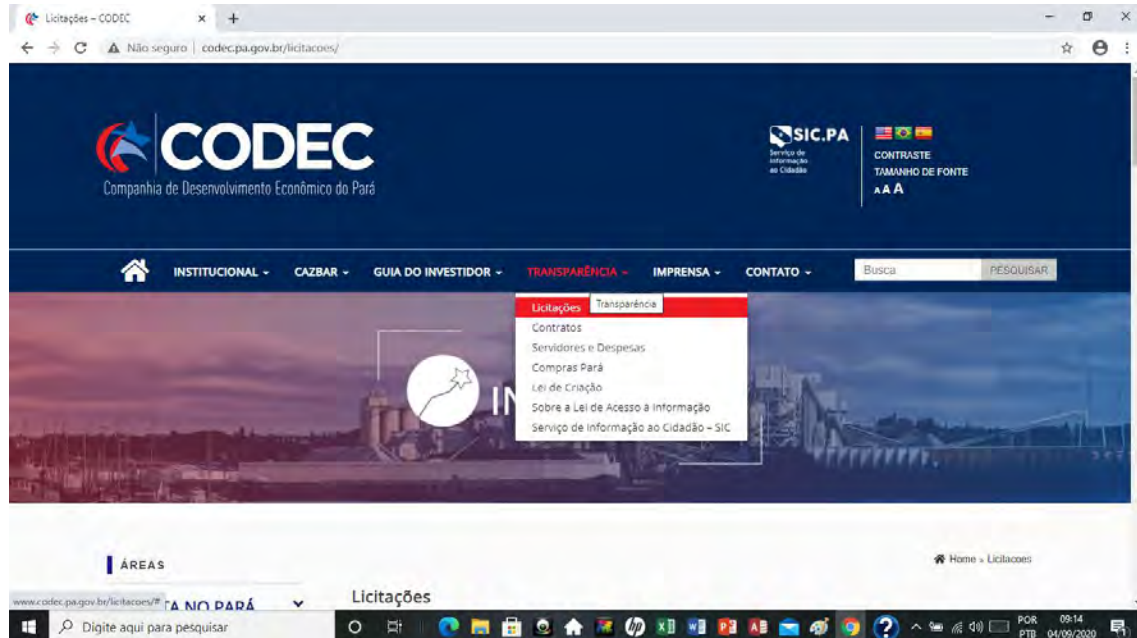 Licitações – CODEC
Não seguro | codec.pa.gov.br/licitacoes/
CODEC
Companhia de Desenvolvimento Econômico do Pará
SIC.PA
Serviço de
Informação
ao Cidadão
CONTRASTE
TAMANHO DE FONTE
A A A
INSTITUCIONAL CAZBAR GUIA DO INVESTIDOR TRANSPARÊNCIA IMPRENSA CONTATO
Busca PESQUISAR
Licitações
Transparência
Contratos
Servidores e Despesas
Compras Pará
Lei de Criação
Sobre a Lei de Acesso à Informação
Serviço de Informação ao Cidadão – SIC
IN
ÁREAS
Home » Licitacoes
TA NO PARÁ
Licitações
www.codec.pa.gov.br/licitacoes/#
Digite aqui para pesquisar
POR
PTB
09:14
04/09/2020